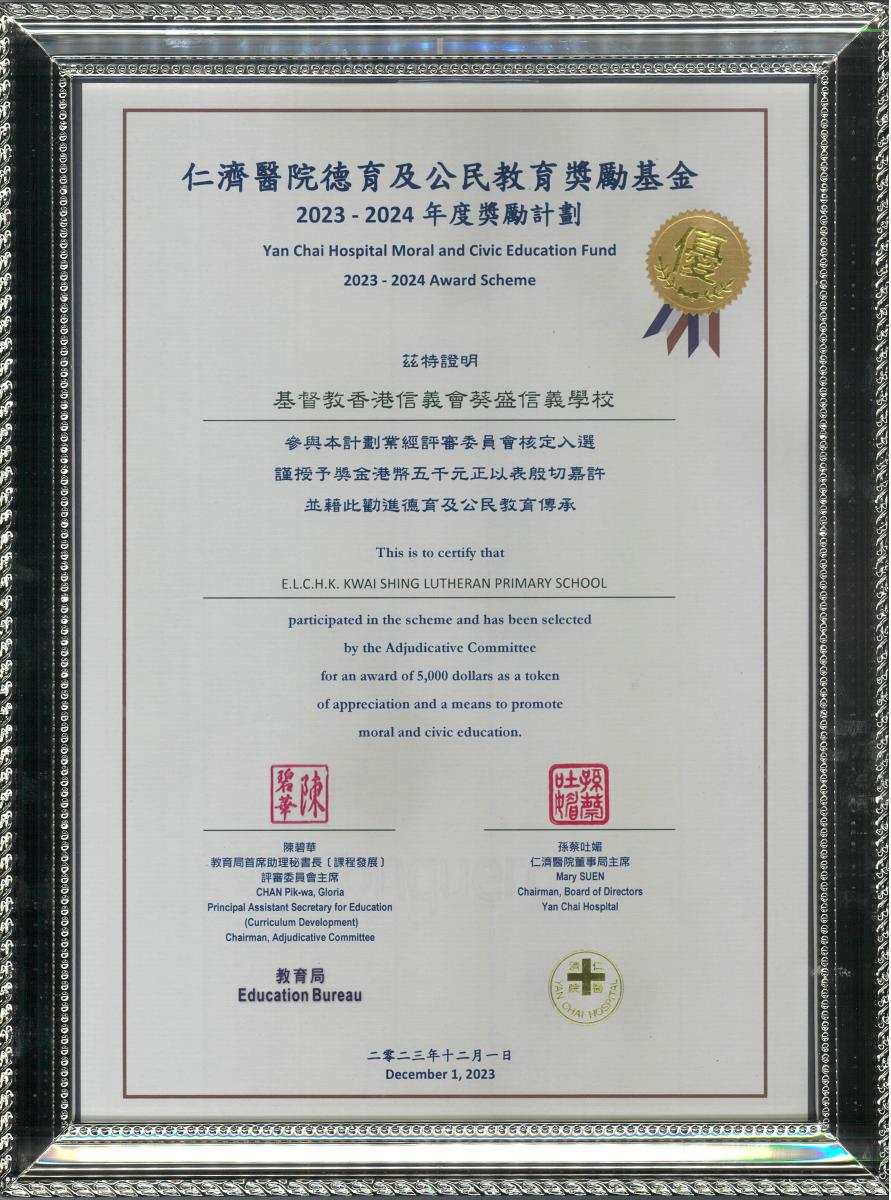 仁濟醫院德育及公民教育獎勵基金
2023 - 2024 年度獎勵計劃
Yan Chai Hospital Moral and Civic Education Fund
2023 - 2024 Award Scheme
優
茲特證明
基督教香港信義會葵盛信義學校
參與本計劃業經評審委員會核定入選
謹授予獎金港幣五千元正以表殷切嘉許
並藉此勸進德育及公民教育傳承
This is to certify that
E.L.C.H.K. KWAI SHING LUTHERAN PRIMARY SCHOOL
participated in the scheme and has been selected
by the Adjudicative Committee
for an award of 5,000 dollars as a token
of appreciation and a means to promote
moral and civic education.
陳碧華
孫蔡吐媚
陳碧華
教育局首席助理秘書長〔課程發展〕
評審委員會主席
CHAN Pik-wa, Gloria
Principal Assistant Secretary for Education
(Curriculum Development)
Chairman, Adjudicative Committee
教育局
Education Bureau
孫蔡吐媚
仁濟醫院董事局主席
Mary SUEN
Chairman, Board of Directors
Yan Chai Hospital
仁濟醫院
YAN CHAI HOSPITAL
二零二三年十二月一日
December 1, 2023